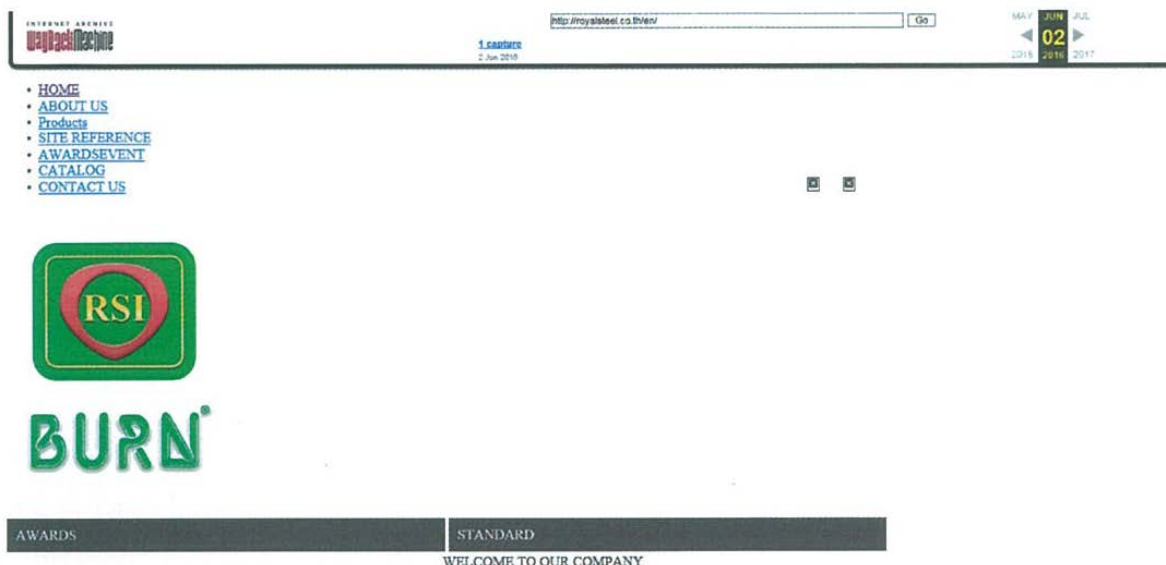 INTERNET ARCHIVE
WayBackMachine
http://royalsteel.co.th/en/
Go
1 capture
2 Jun 2016
MAY JUN JUL
02
2015 2016 2017
• HOME
• ABOUT US
• Products
• SITE REFERENCE
• AWARDSEVENT
• CATALOG
• CONTACT US
RSI
BURN
AWARDS
STANDARD
WELCOME TO OUR COMPANY